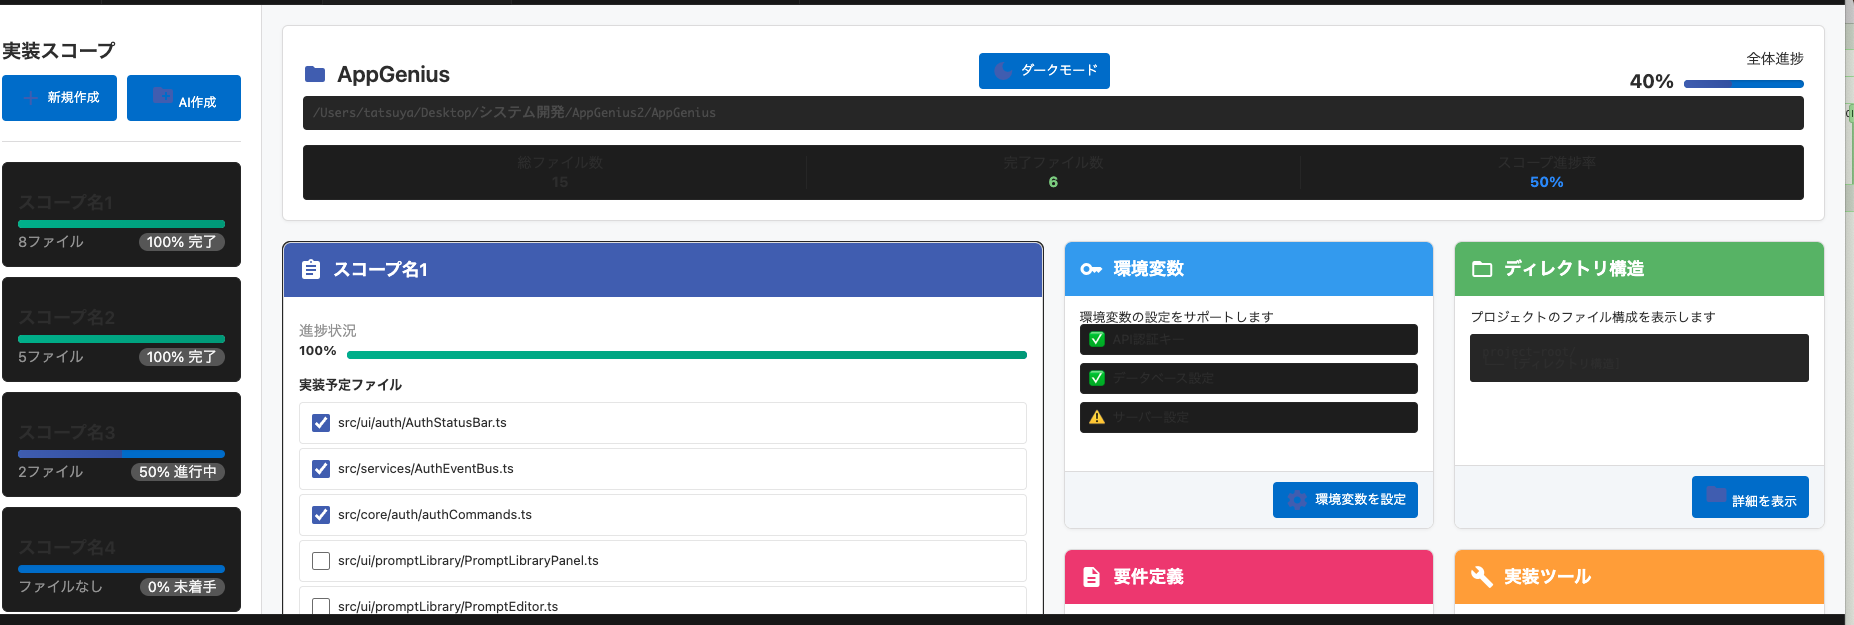 実装スコープ
新規作成
AI作成
スコープ名1
8ファイル
100% 完了
スコープ名2
5ファイル
100% 完了
スコープ名3
2ファイル
50% 進行中
スコープ名4
ファイルなし
0% 未着手
AppGenius
ダークモード
全体進捗
40%
/Users/tatsuya/Desktop/システム開発/AppGenius2/AppGenius
総ファイル数
15
完了ファイル数
6
スコープ進捗率
50%
スコープ名1
進捗状況
100%
実装予定ファイル
src/ui/auth/AuthStatusBar.ts
src/services/AuthEventBus.ts
src/core/auth/authCommands.ts
src/ui/promptLibrary/PromptLibraryPanel.ts
src/ui/promptLibrary/PromptEditor.ts
環境変数
環境変数の設定をサポートします
API認証キー
データベース設定
サーバー設定
環境変数を設定
ディレクトリ構造
プロジェクトのファイル構成を表示します
project-root/
[ディレクトリ構造]
詳細を表示
要件定義
実装ツール